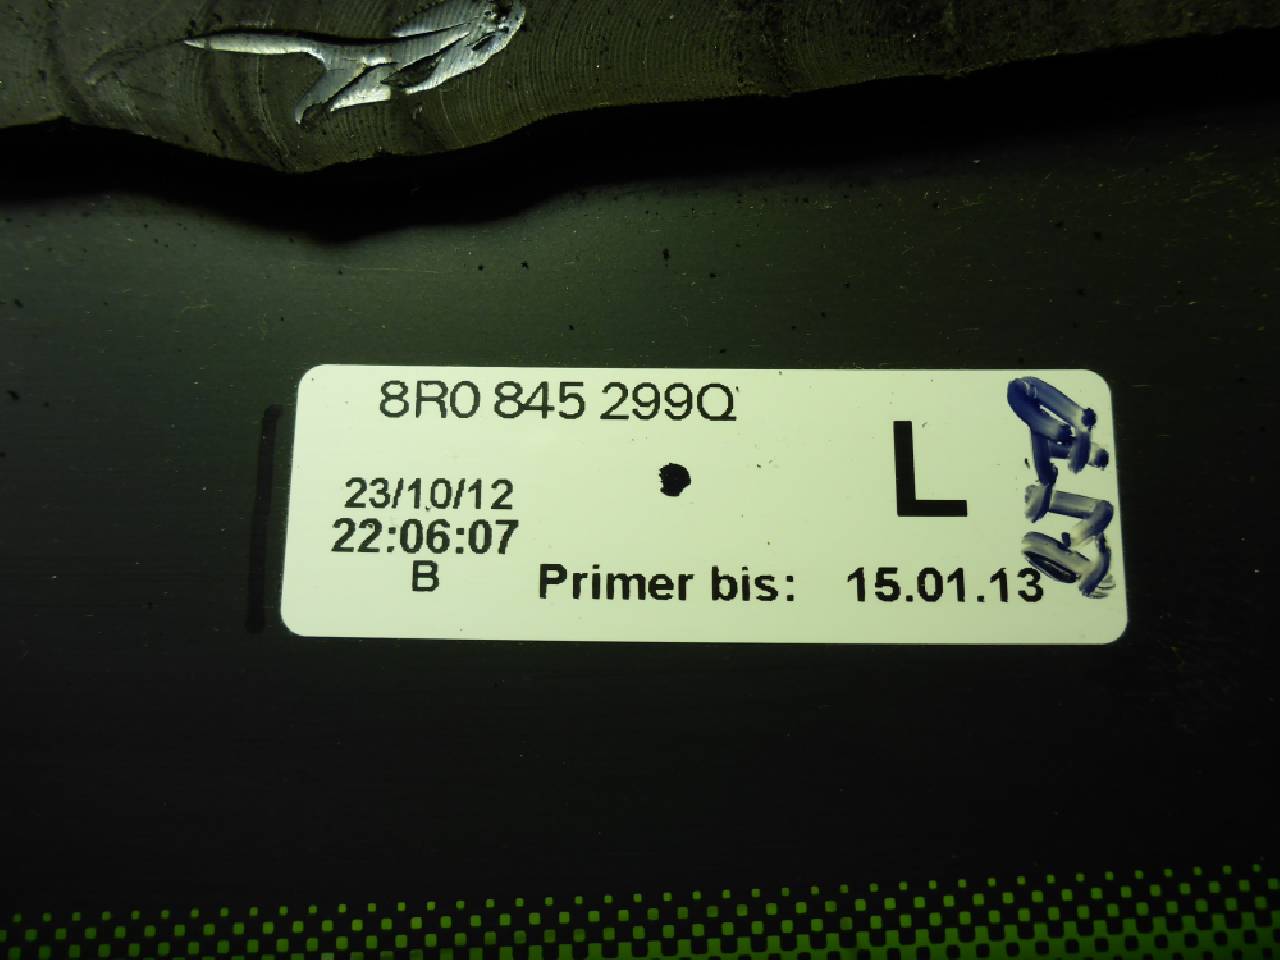 8R0 845 299Q
L
23/10/12
22:06:07
B
Primer bis: 15.01.13